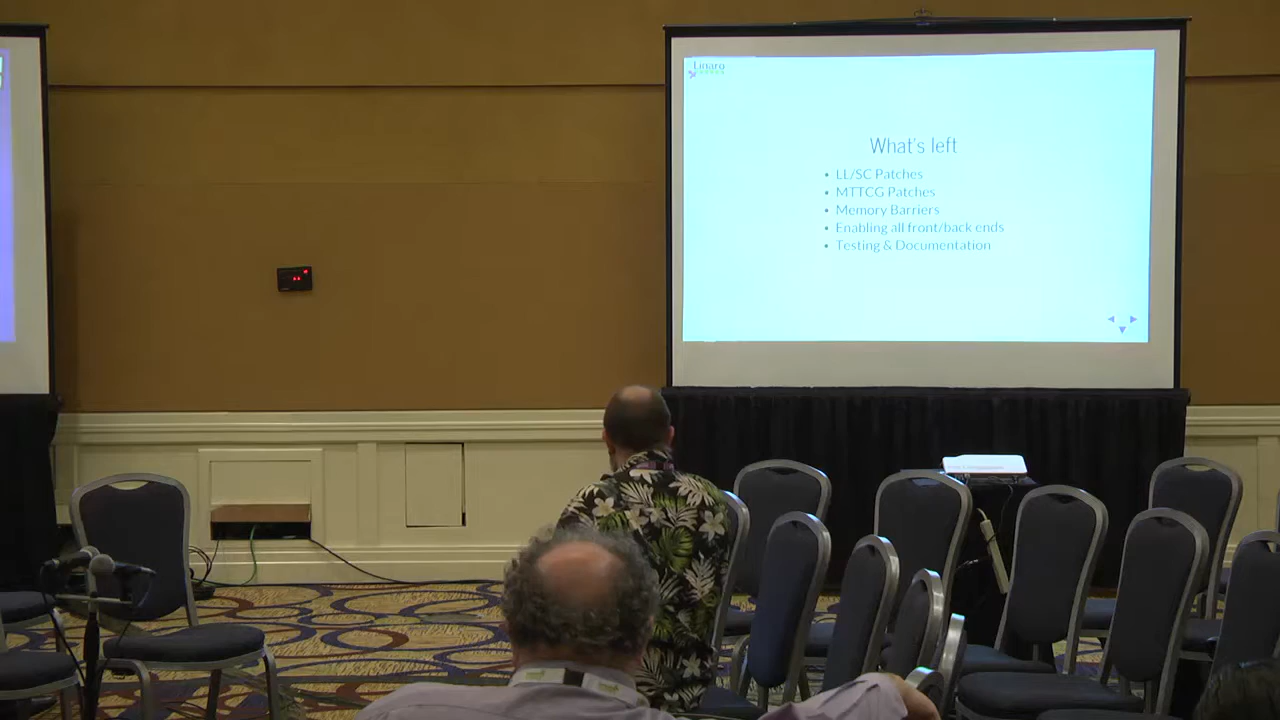 Linaro
What's left
• LL/SC Patches
• MTTCG Patches
• Memory Barriers
• Enabling all front/back ends
• Testing & Documentation